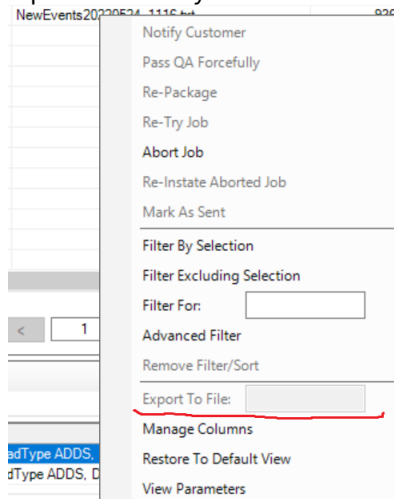 NewEvents20220524_1116.txt
Notify Customer
Pass QA Forcefully
Re-Package
Re-Try Job
Abort Job
Re-Instate Aborted Job
Mark As Sent
Filter By Selection
Filter Excluding Selection
Filter For:
< 1
Advanced Filter
Remove Filter/Sort
Export To File:
Manage Columns
adType ADDS,
Restore To Default View
dType ADDS, D
View Parameters